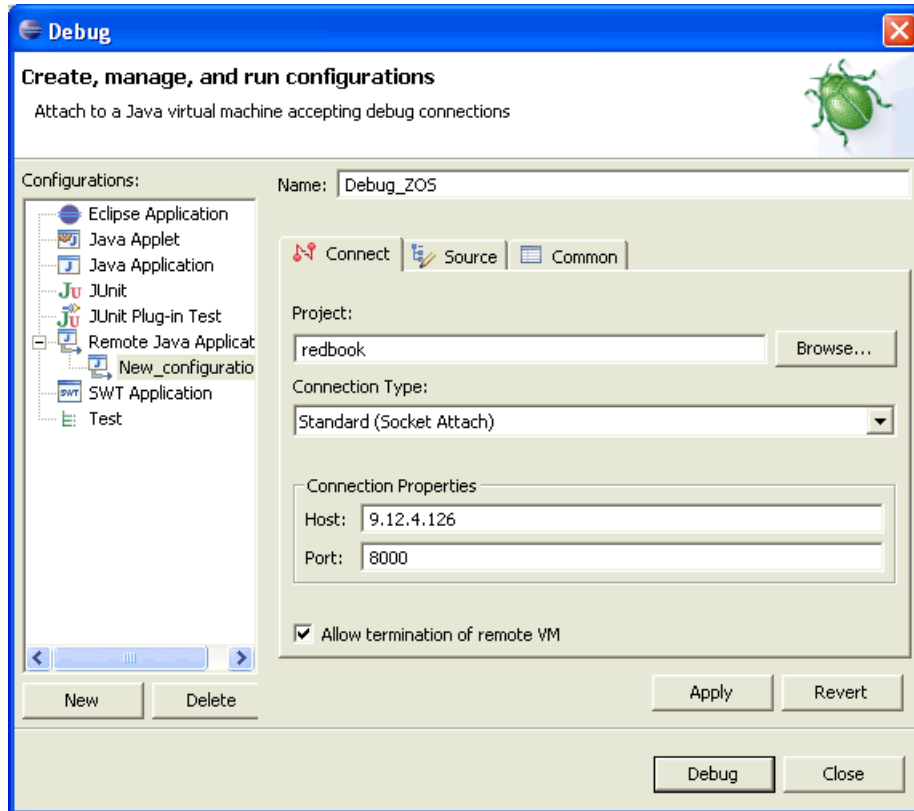 Debug
Create, manage, and run configurations
Attach to a Java virtual machine accepting debug connections
Configurations:
Eclipse Application
Java Applet
Java Application
JUnit
JUnit Plug-in Test
Remote Java Applicat
New_configuratio
SWT Application
Test
New
Delete
Name:
Debug_ZOS
Connect
Source
Common
Project:
redbook
Browse...
Connection Type:
Standard (Socket Attach)
Connection Properties
Host:
9.12.4.126
Port:
8000
Allow termination of remote VM
Apply
Revert
Debug
Close